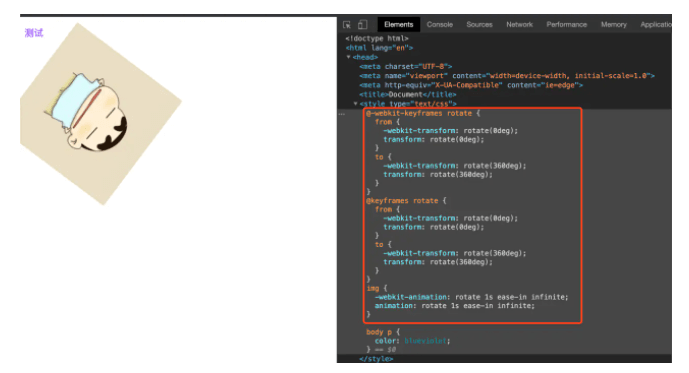 测试
Elements Console Sources Network Performance Memory Applicatio
<!doctype html>
<html lang="en">
▼<head>
<meta charset="UTF-8">
<meta name="viewport" content="width=device-width, initial-scale=1.0">
<meta http-equiv="X-UA-Compatible" content="ie=edge">
<title>Document</title>
▼<style type="text/css">
@-webkit-keyframes rotate {
from {
-webkit-transform: rotate(0deg);
transform: rotate(0deg);
}
to {
-webkit-transform: rotate(360deg);
transform: rotate(360deg);
}
}
@keyframes rotate {
from {
-webkit-transform: rotate(0deg);
transform: rotate(0deg);
}
to {
-webkit-transform: rotate(360deg);
transform: rotate(360deg);
}
}
img {
-webkit-animation: rotate 1s ease-in infinite;
animation: rotate 1s ease-in infinite;
}
body p {
color: blueviolet;
} == $0
</style>